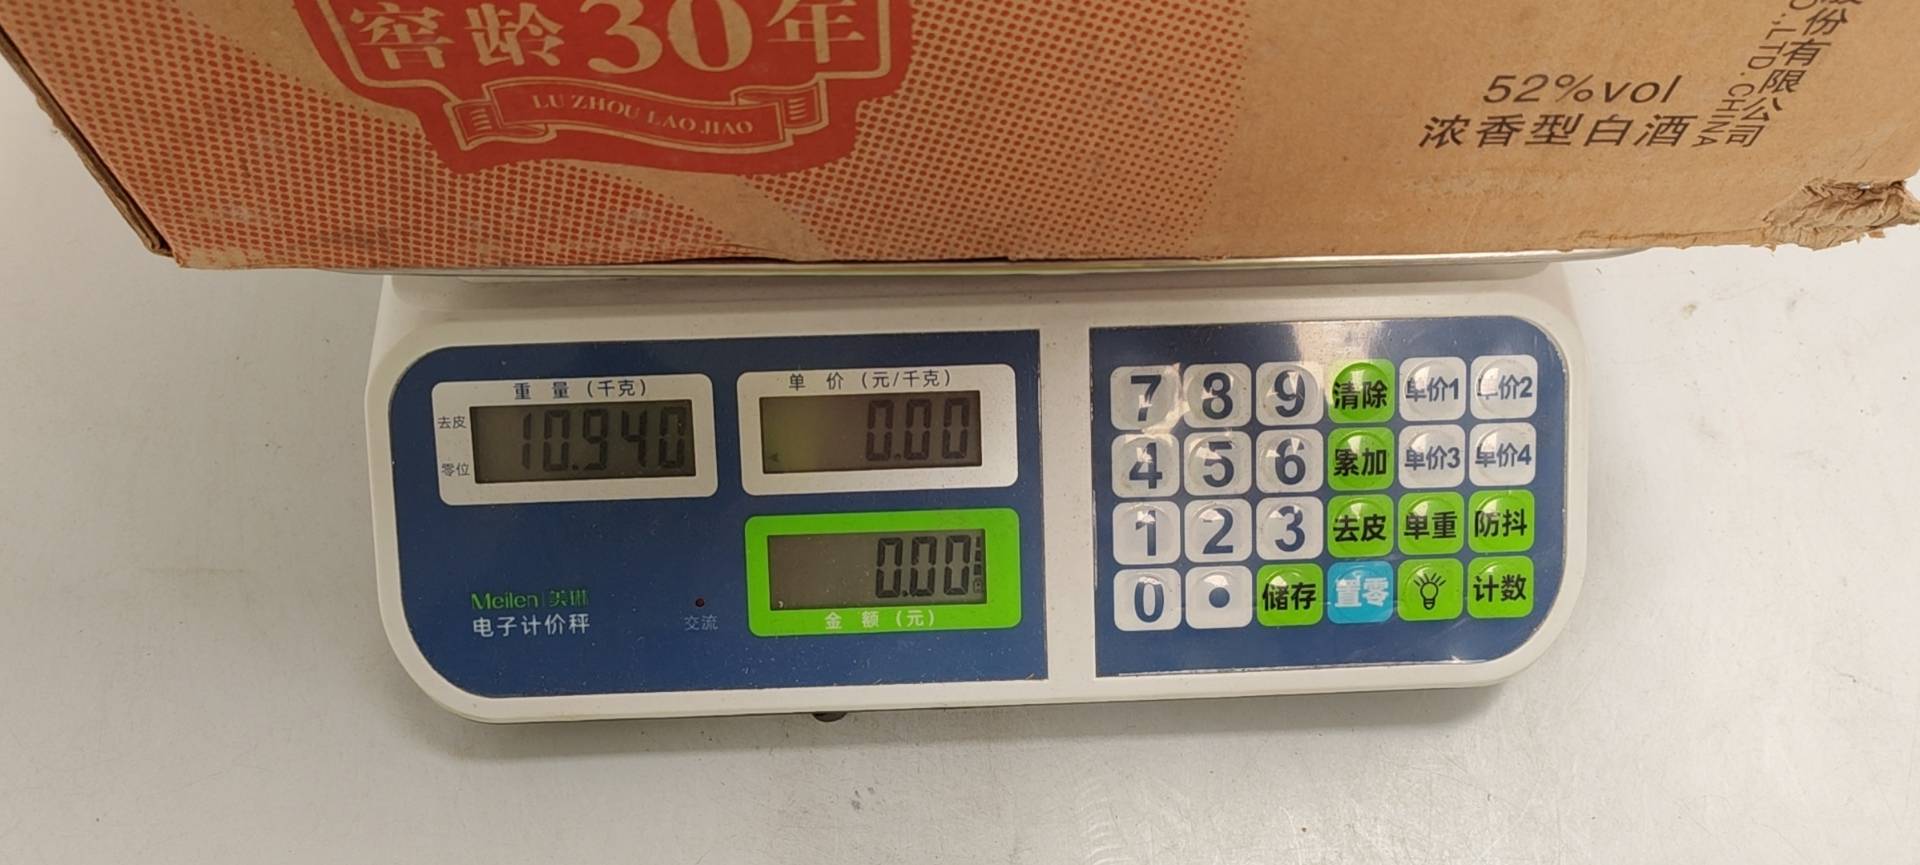 窖龄30年
LU ZHOU LAO JIAO
52%vol
浓香型白酒
份有限公司
LTD. CHINA
重 量 (千克)
去皮
10.940
零位
单 价 (元/千克)
0.00
0.00
金 额 (元)
Meilen 美琳
电子计价秤
交流
7 8 9 清除 单价1 单价2
4 5 6 累加 单价3 单价4
1 2 3 去皮 单重 防抖
0 . 储存 置零 计数